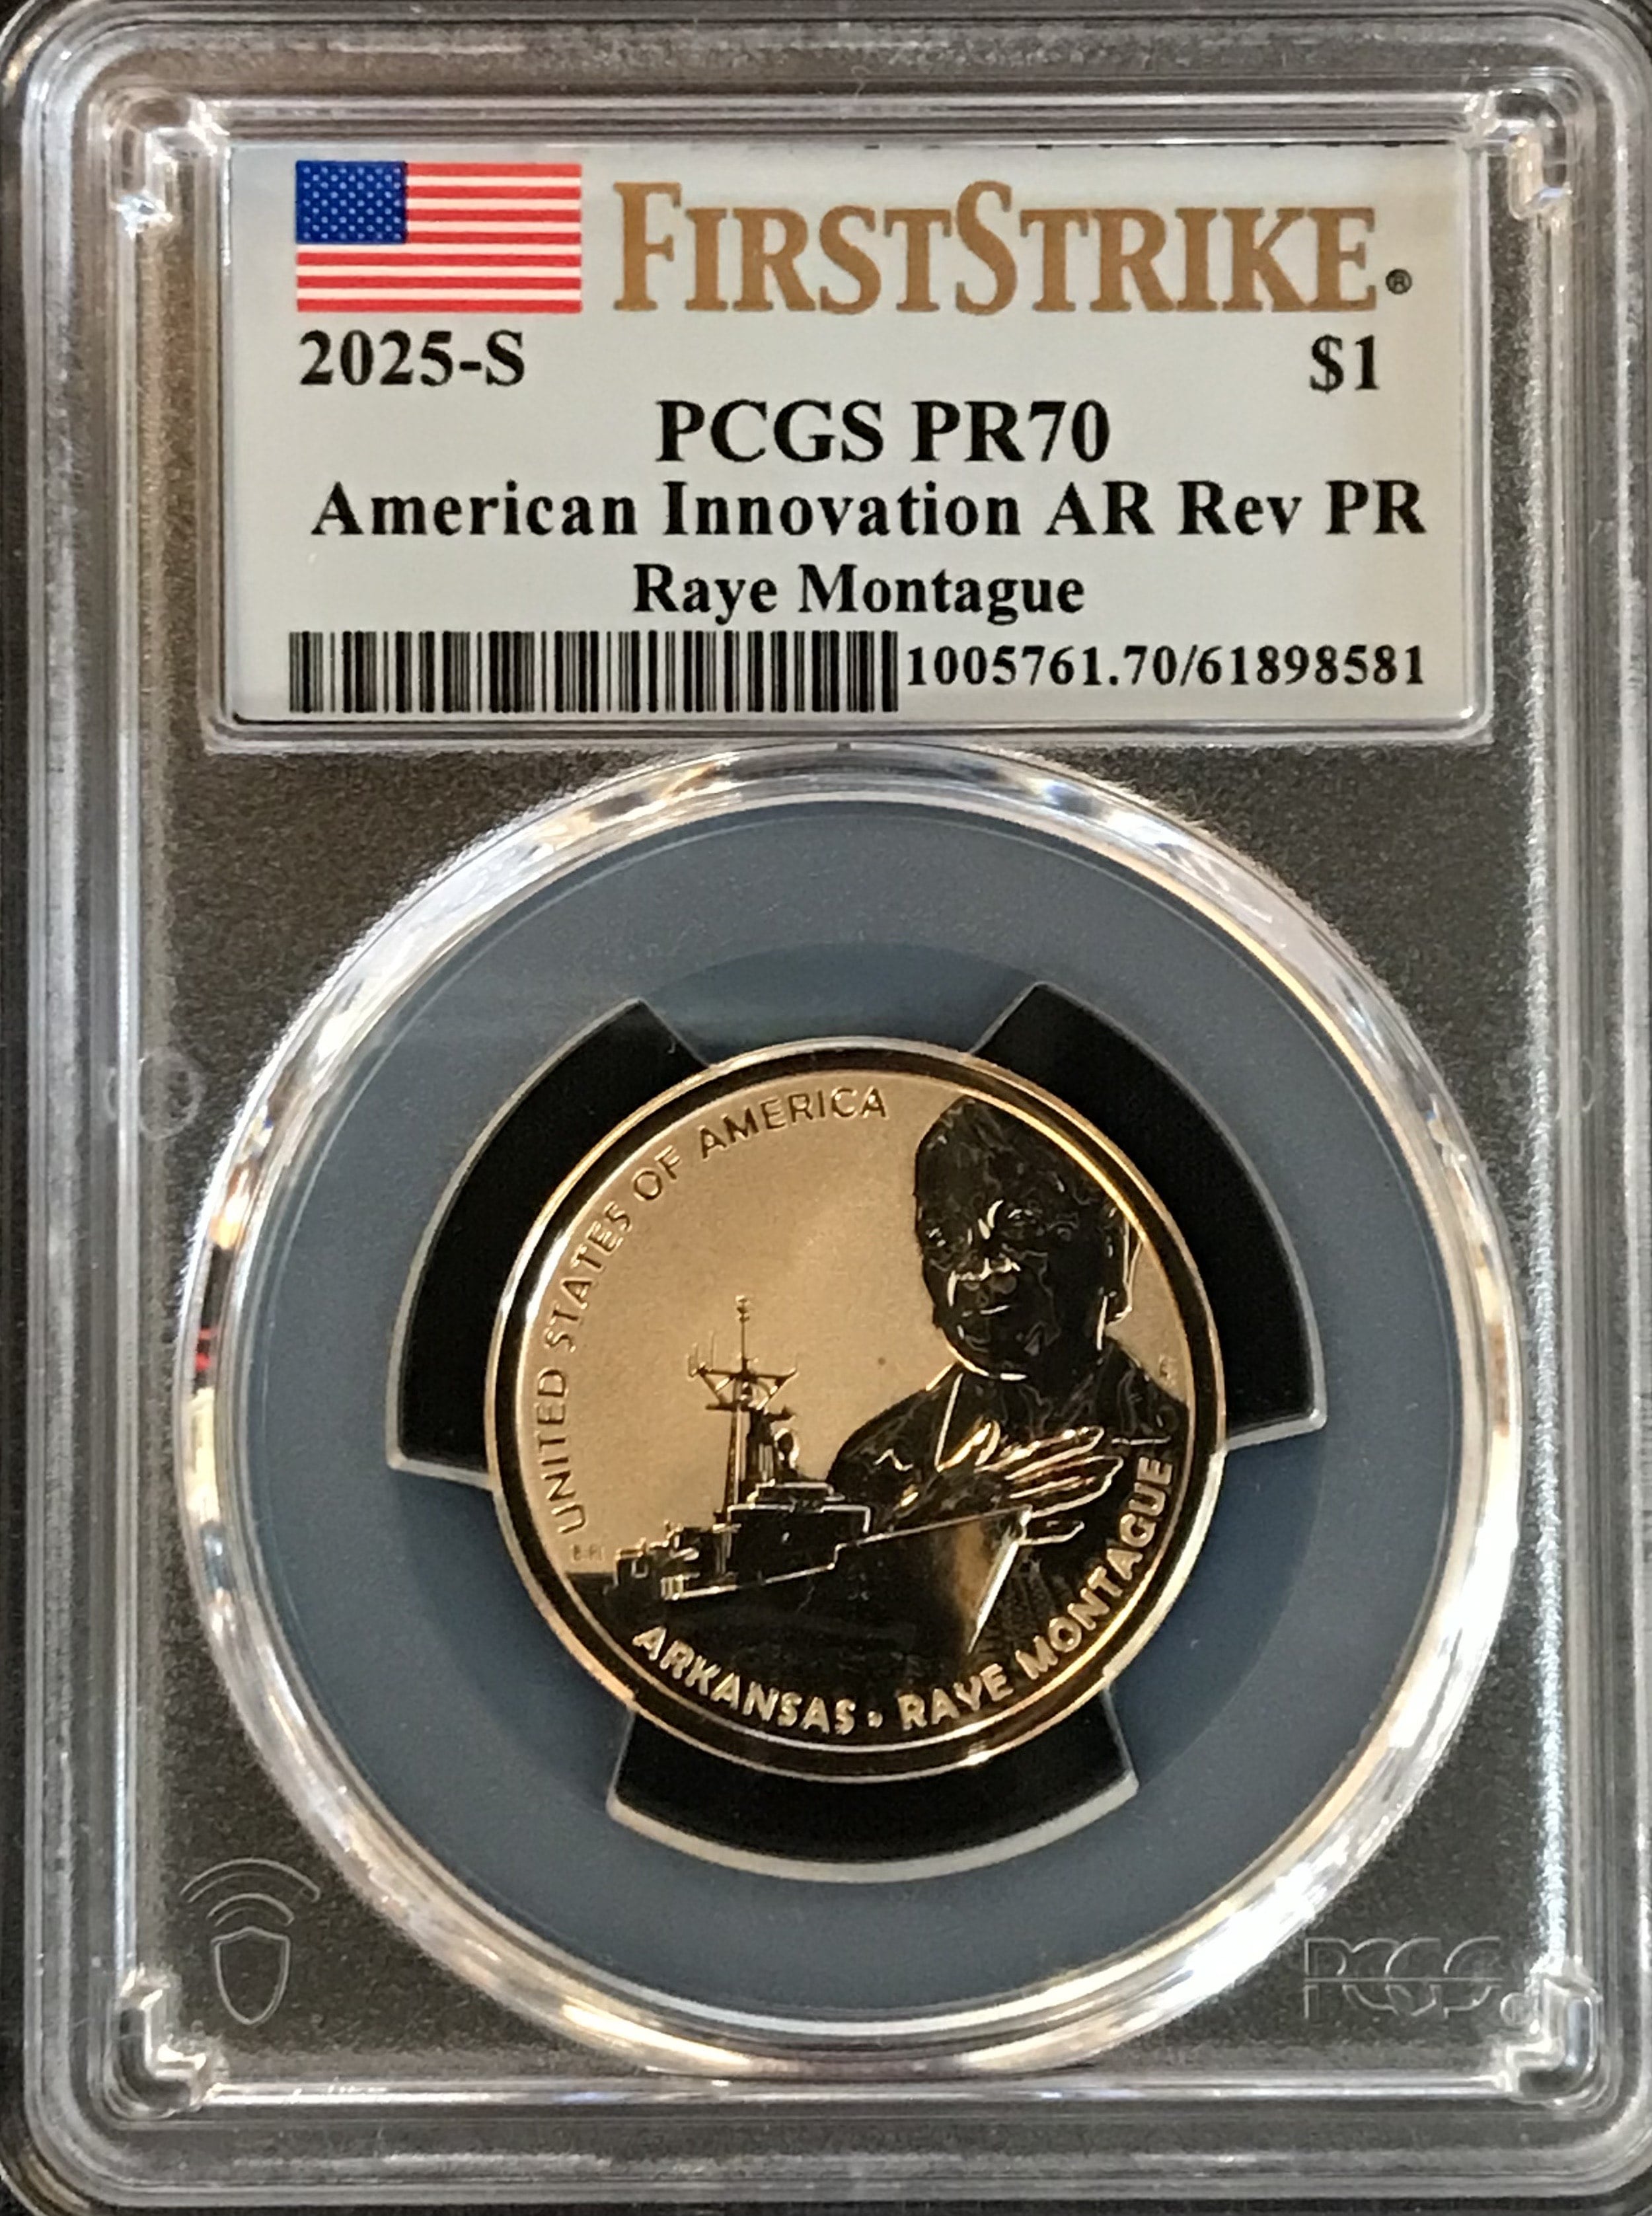 FIRSTSTRIKE®
2025-S $1
PCGS PR70
American Innovation AR Rev PR
Raye Montague
1005761.70/61898581
UNITED STATES OF AMERICA
ARKANSAS • RAYE MONTAGUE
PCGS